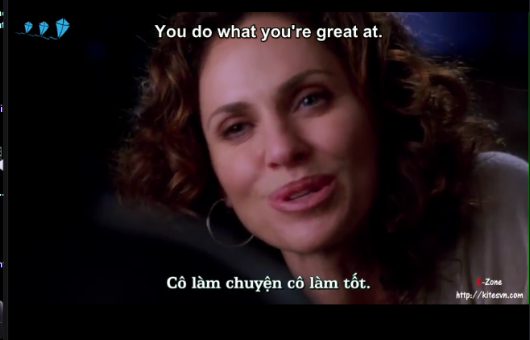 You do what you're great at.
Cô làm chuyện cô làm tốt.
-Zone
http://kitesvn.com